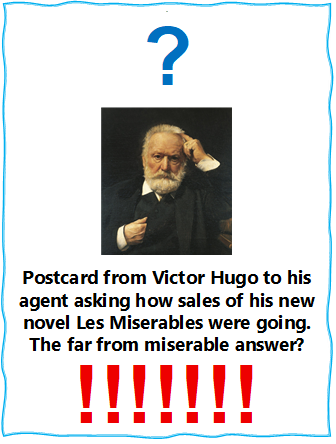 ?
Postcard from Victor Hugo to his
agent asking how sales of his new
novel Les Miserables were going.
The far from miserable answer?
!!!!!!!